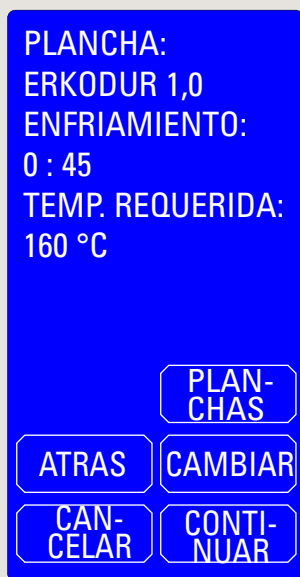 PLANCHA:
ERKODUR 1,0
ENFRIAMIENTO:
0 : 45
TEMP. REQUERIDA:
160 °C
PLAN-
CHAS
ATRAS
CAMBIAR
CAN-
CELAR
CONTI-
NUAR